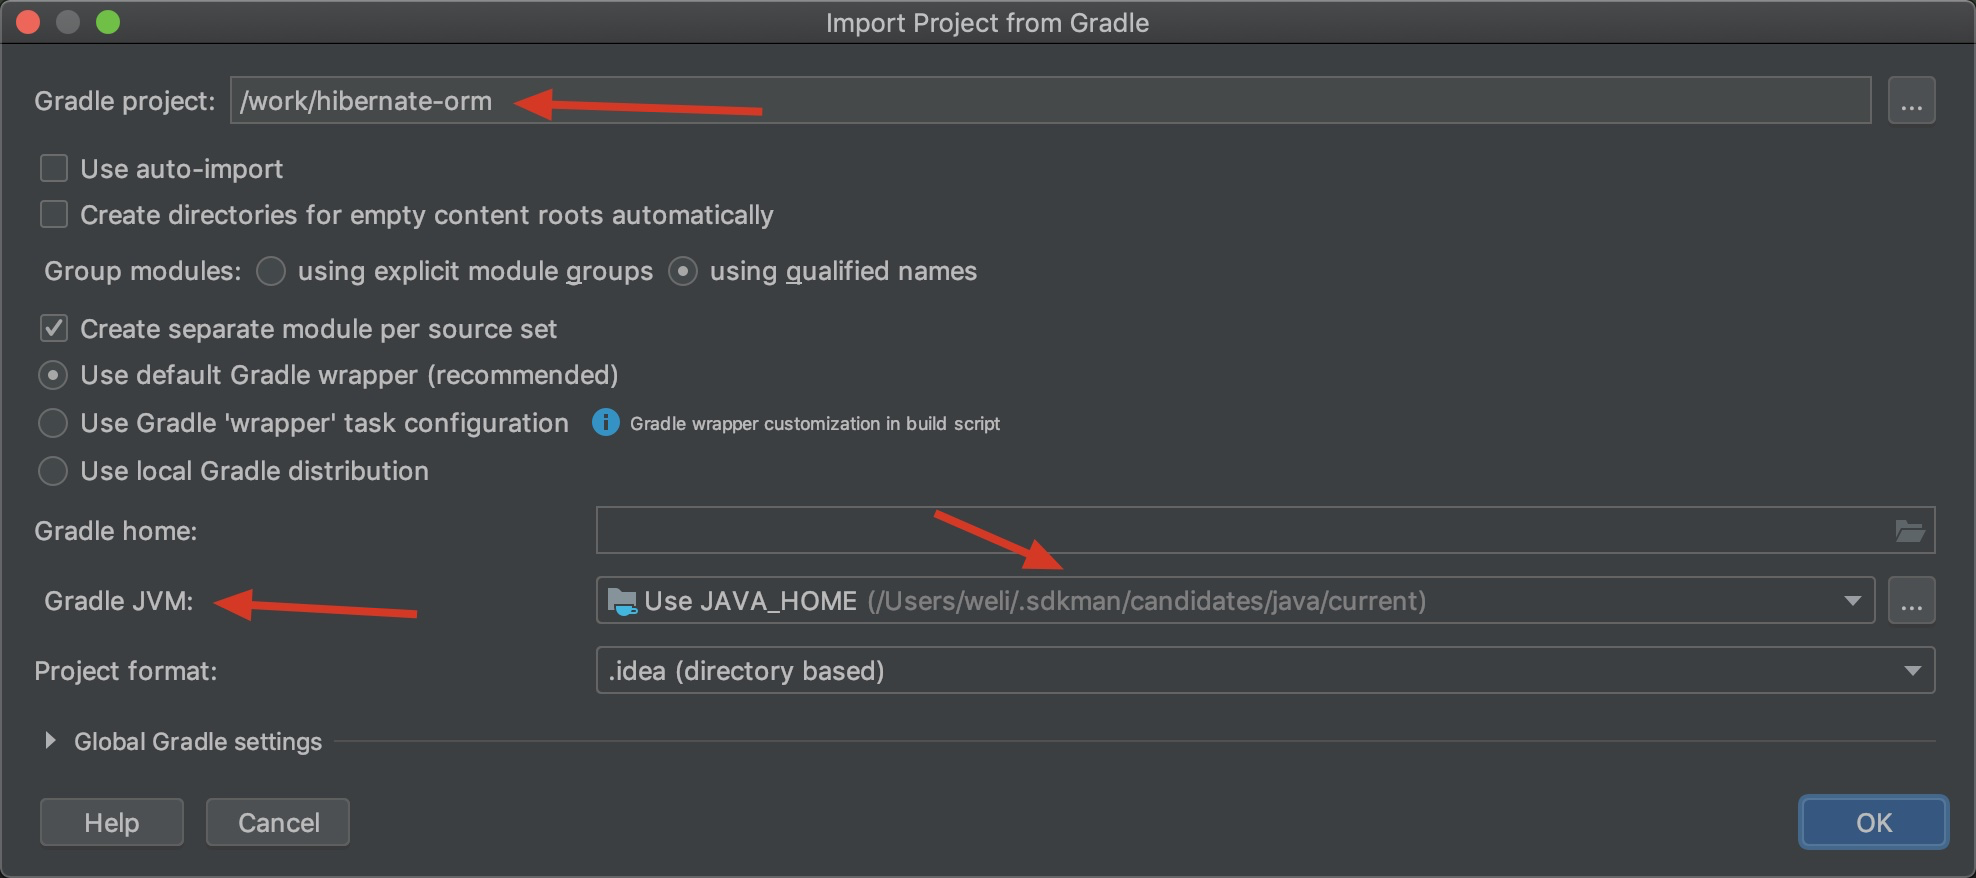 Import Project from Gradle
Gradle project: /work/hibernate-orm ...
Use auto-import
Create directories for empty content roots automatically
Group modules: using explicit module groups using qualified names
Create separate module per source set
Use default Gradle wrapper (recommended)
Use Gradle 'wrapper' task configuration Gradle wrapper customization in build script
Use local Gradle distribution
Gradle home:
Gradle JVM: Use JAVA_HOME (/Users/weli/.sdkman/candidates/java/current) ...
Project format: .idea (directory based)
Global Gradle settings
Help Cancel OK